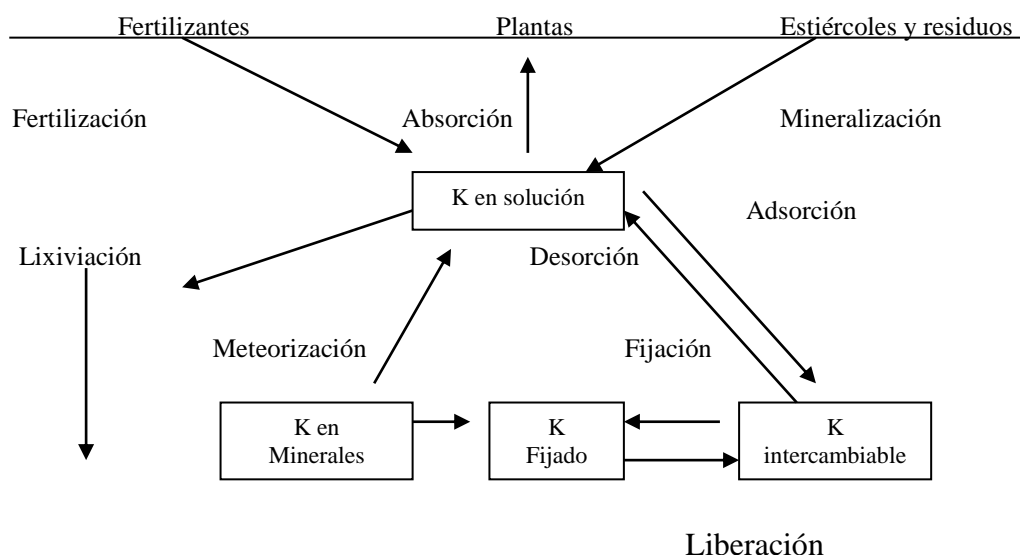 Fertilizantes Plantas Estiércoles y residuos
Fertilización Absorción Mineralización
K en solución
Adsorción
Lixiviación Desorción
Meteorización Fijación
K en
Minerales
K
Fijado
K
intercambiable
Liberación